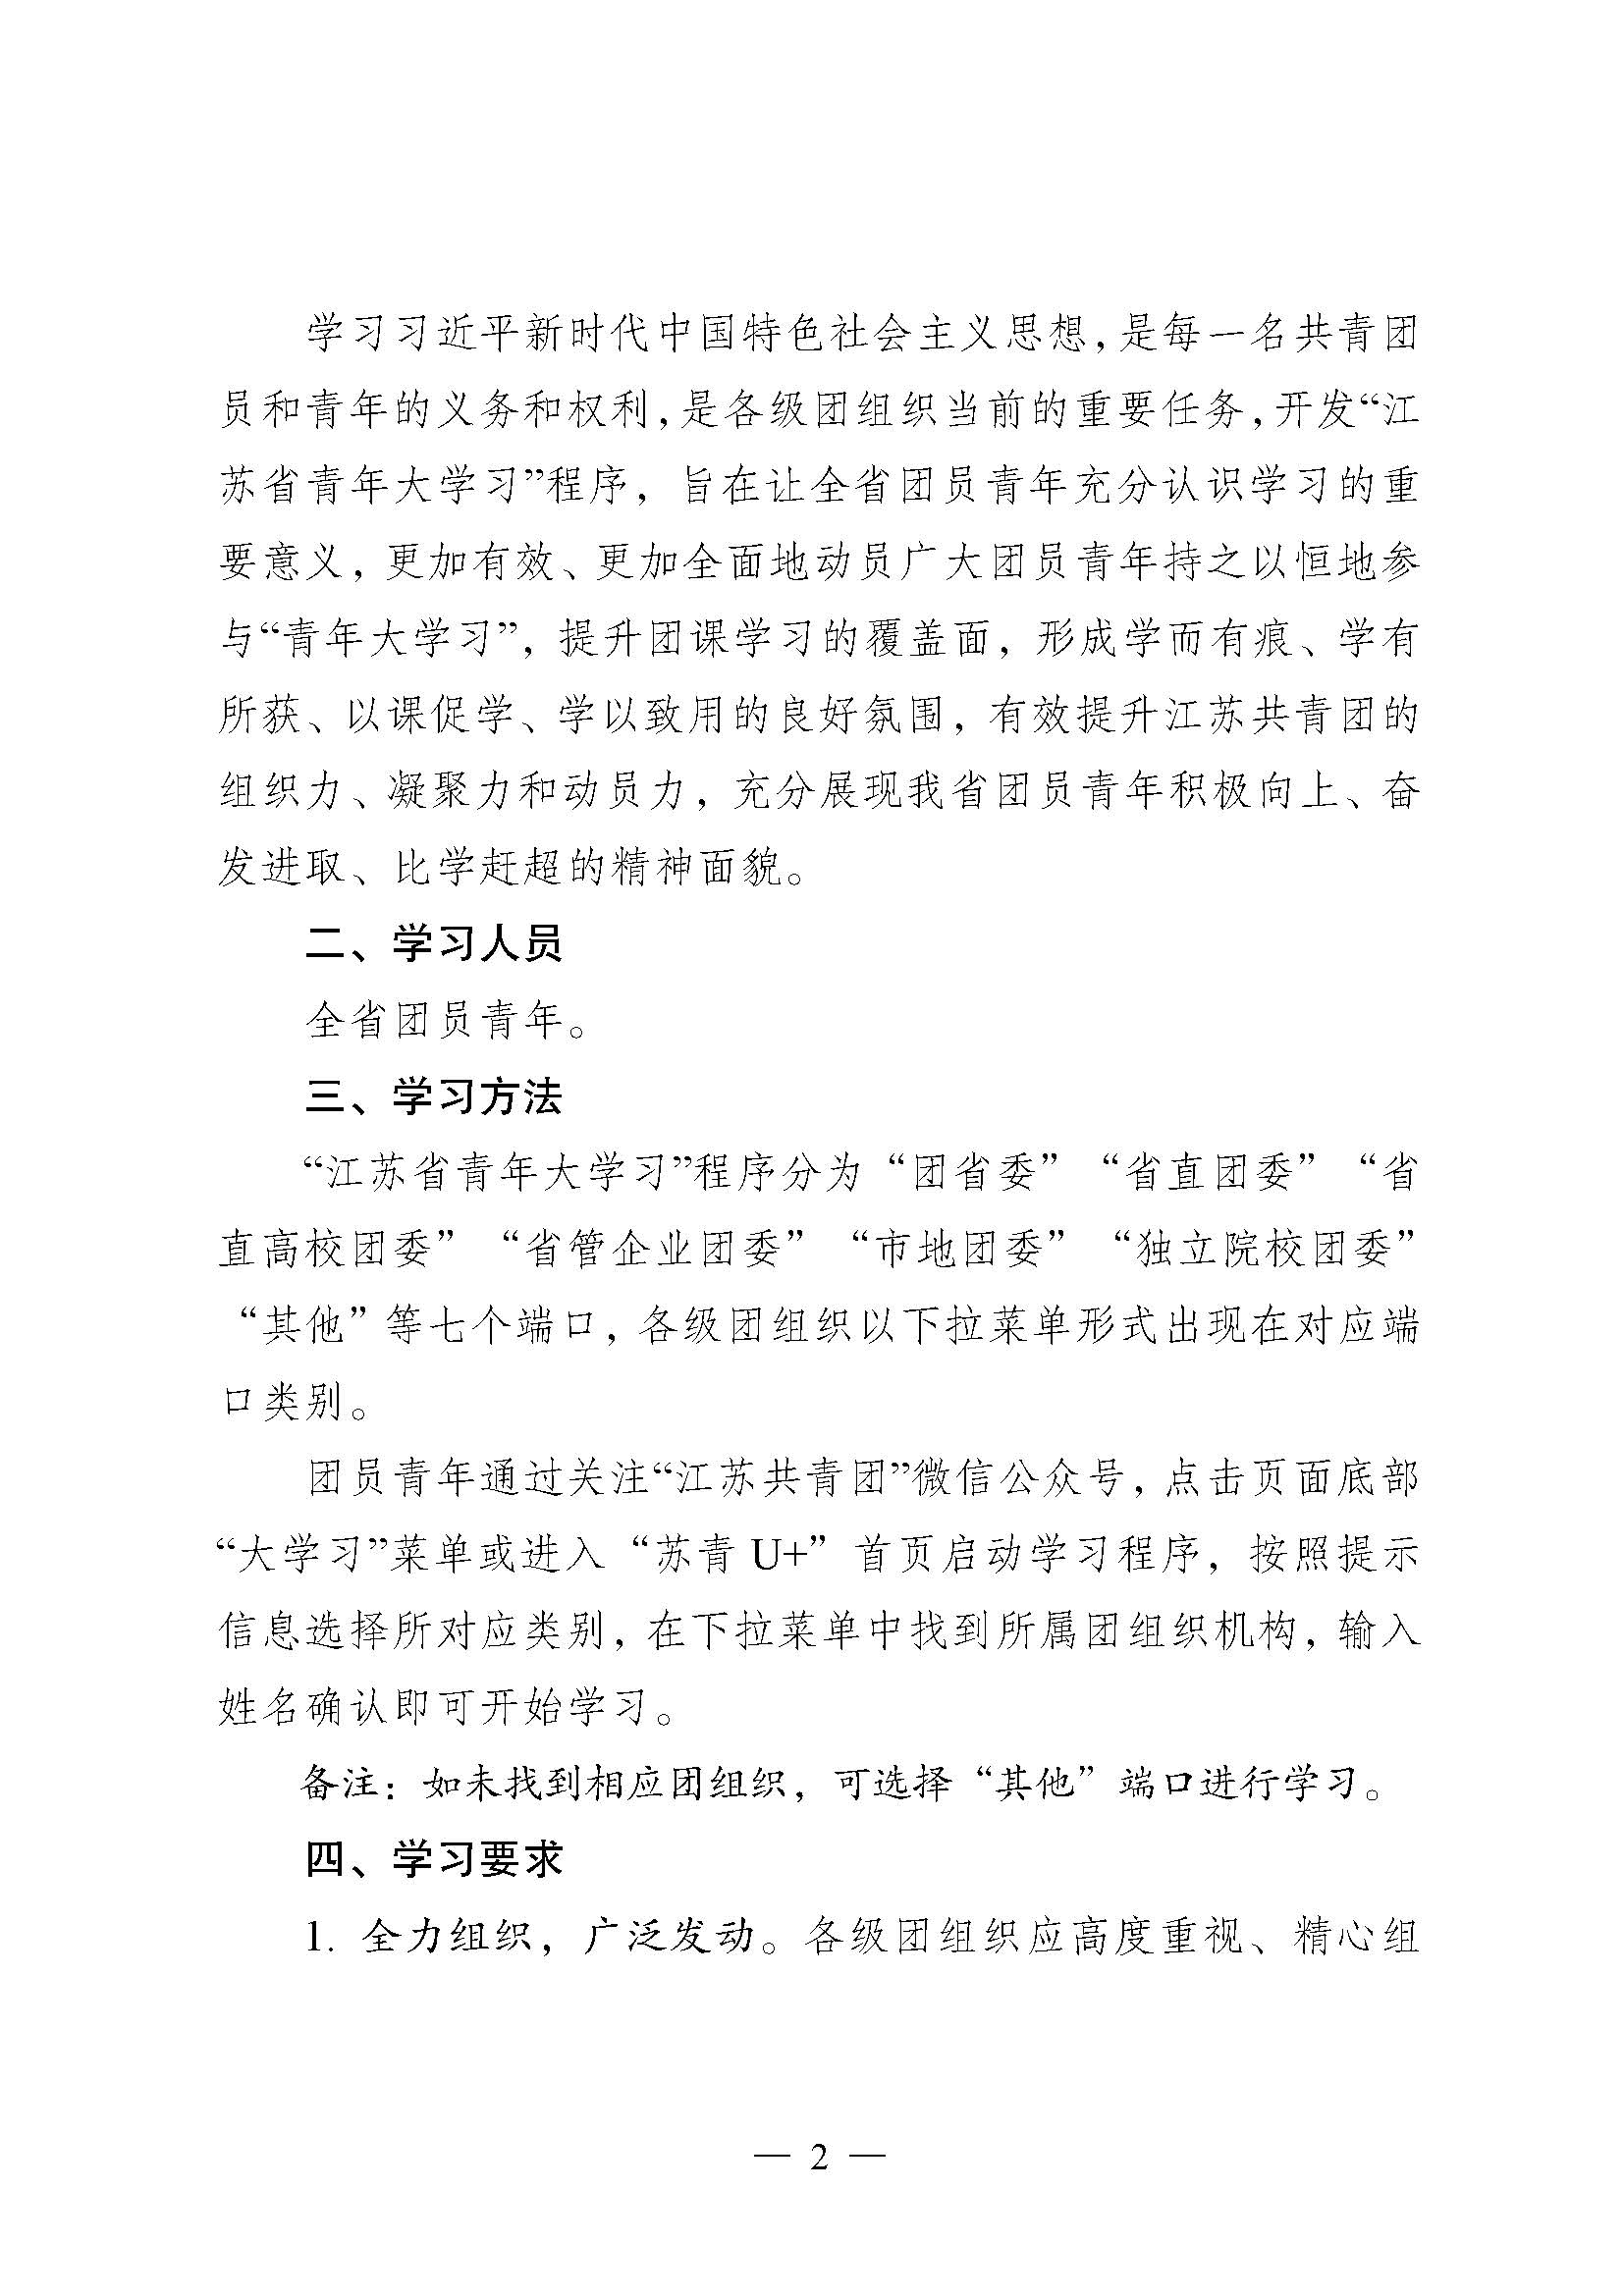 学习习近平新时代中国特色社会主义思想，是每一名共青团
员和青年的义务和权利，是各级团组织当前的重要任务，开发“江
苏省青年大学习”程序，旨在让全省团员青年充分认识学习的重
要意义，更加有效、更加全面地动员广大团员青年持之以恒地参
与“青年大学习”，提升团课学习的覆盖面，形成学而有痕、学有
所获、以课促学、学以致用的良好氛围，有效提升江苏共青团的
组织力、凝聚力和动员力，充分展现我省团员青年积极向上、奋
发进取、比学赶超的精神面貌。
二、学习人员
全省团员青年。
三、学习方法
“江苏省青年大学习”程序分为“团省委”“省直团委”“省
直高校团委”“省管企业团委”“市地团委”“独立院校团委”
“其他”等七个端口，各级团组织以下拉菜单形式出现在对应端
口类别。
团员青年通过关注“江苏共青团”微信公众号，点击页面底部
“大学习”菜单或进入“苏青 U+”首页启动学习程序，按照提示
信息选择所对应类别，在下拉菜单中找到所属团组织机构，输入
姓名确认即可开始学习。
备注：如未找到相应团组织，可选择“其他”端口进行学习。
四、学习要求
1. 全力组织，广泛发动。各级团组织应高度重视、精心组
— 2 —